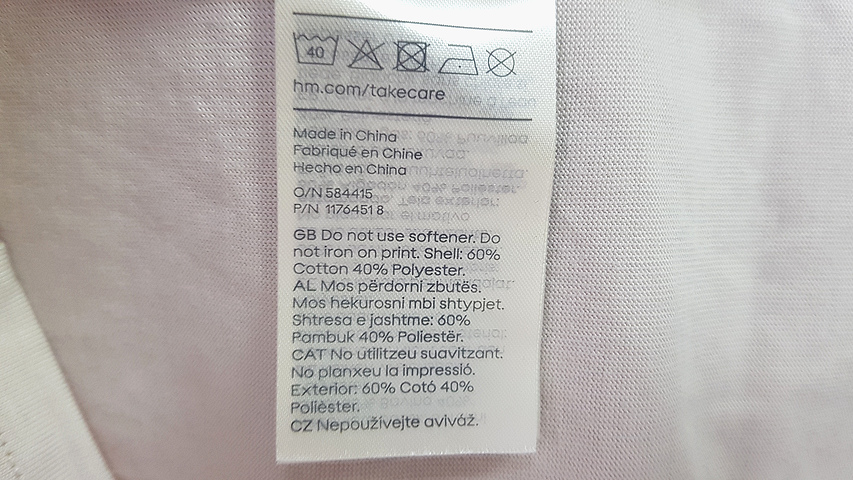 40
hm.com/takecare
Made in China
Fabriqué en Chine
Hecho en China
O/N 584415
P/N 1176451 8
GB Do not use softener. Do
not iron on print. Shell: 60%
Cotton 40% Polyester.
AL Mos përdorni zbutës.
Mos hekurosni mbi shtypjet.
Shtresa e jashtme: 60%
Pambuk 40% Poliestër.
CAT No utilitzeu suavitzant.
No planxeu la impressió.
Exterior: 60% Cotó 40%
Polièster.
CZ Nepoužívejte aviváž.